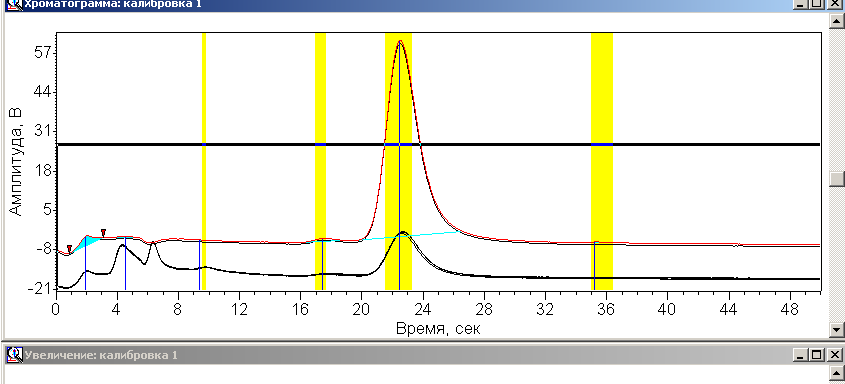 Хроматограмма: калибровка 1
Амплитуда, В
57
44
31
18
5
-8
-21
0 4 8 12 16 20 24 28 32 36 40 44 48
Время, сек
Увеличение: калибровка 1